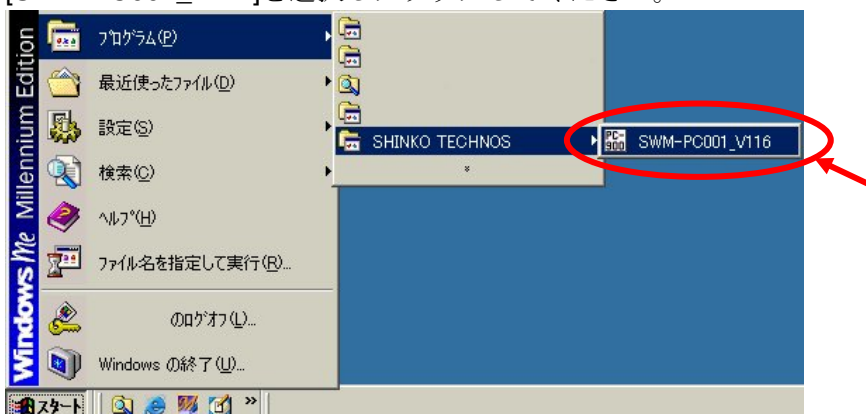 Windows Me Millennium Edition
プログラム(P)
最近使ったファイル(D)
設定(S)
検索(C)
ヘルプ(H)
ファイル名を指定して実行(R)...
のログオフ(L)...
Windows の終了(U)...
SHINKO TECHNOS
PC-900
SWM-PC001_V116
スタート
»